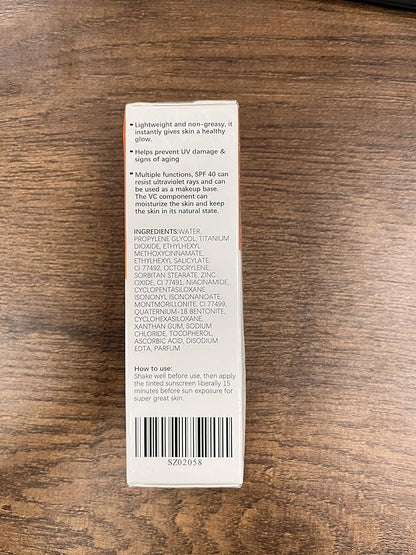 ▪ Lightweight and non-greasy, it
instantly gives skin a healthy
glow.
▪ Helps prevent UV damage &
signs of aging
▪ Multiple functions, SPF 40 can
resist ultraviolet rays and can
be used as a makeup base.
The VC component can
moisturize the skin and keep
the skin in its natural state.
INGREDIENTS:WATER,
PROPYLENE GLYCOL, TITANIUM
DIOXIDE, ETHYLHEXYL
METHOXYCINNAMATE,
ETHYLHEXYL SALICYLATE,
CI 77492, OCTOCRYLENE,
SORBITAN STEARATE, ZINC
OXIDE, CI 77491, NIACINAMIDE,
CYCLOPENTASILOXANE,
ISONONYL ISONONANOATE,
MONTMORILLONITE, CI 77499,
QUATERNIUM-18 BENTONITE,
CYCLOHEXASILOXANE,
XANTHAN GUM, SODIUM
CHLORIDE, TOCOPHEROL,
ASCORBIC ACID, DISODIUM
EDTA, PARFUM
How to use:
Shake well before use, then apply
the tinted sunscreen liberally 15
minutes before sun exposure for
super great skin.
SZ02058